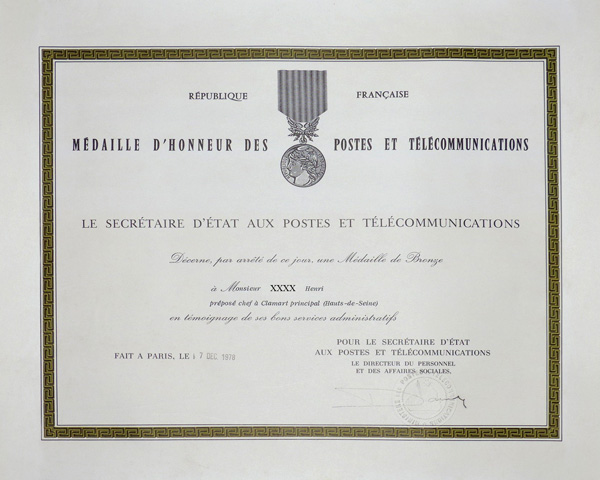 RÉPUBLIQUE FRANÇAISE
MÉDAILLE D'HONNEUR DES POSTES ET TÉLÉCOMMUNICATIONS
LE SECRÉTAIRE D'ÉTAT AUX POSTES ET TÉLÉCOMMUNICATIONS
Décerne, par arrêté de ce jour, une Médaille de Bronze
à Monsieur XXXX Henri
préposé chef à Clamart principal (Hauts-de-Seine)
en témoignage de ses bons services administratifs
POUR LE SECRÉTAIRE D'ÉTAT
AUX POSTES ET TÉLÉCOMMUNICATIONS
LE DIRECTEUR DU PERSONNEL
ET DES AFFAIRES SOCIALES.
FAIT A PARIS, LE 7 DEC 1978